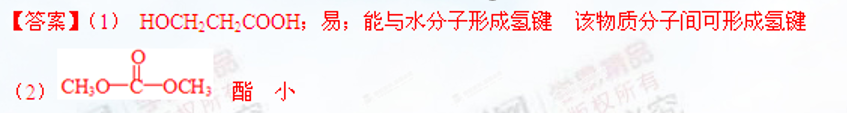 【答案】(1) HOCH₂CH₂COOH；易；能与水分子形成氢键 该物质分子间可形成氢键
(2) CH₃O—C(=O)—OCH₃ 酯 小